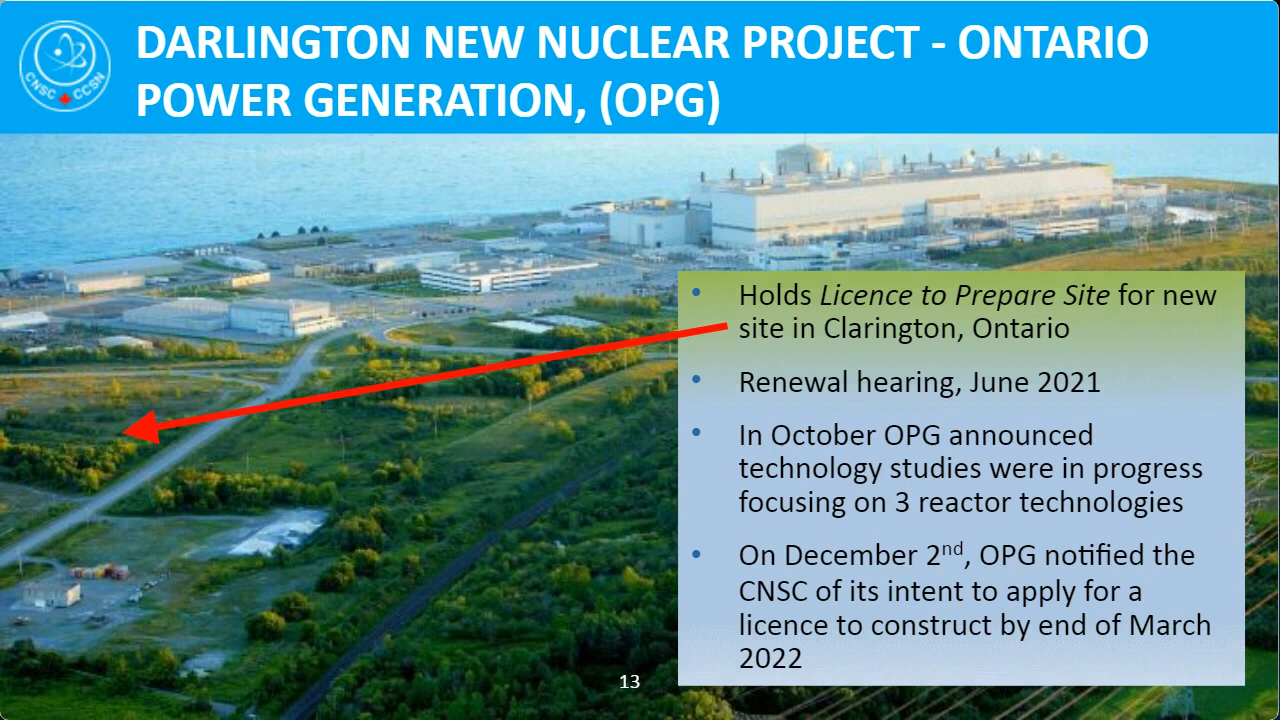 DARLINGTON NEW NUCLEAR PROJECT - ONTARIO
POWER GENERATION, (OPG)
CNSC CCSN
• Holds Licence to Prepare Site for new
site in Clarington, Ontario
• Renewal hearing, June 2021
• In October OPG announced
technology studies were in progress
focusing on 3 reactor technologies
• On December 2nd, OPG notified the
CNSC of its intent to apply for a
licence to construct by end of March
2022
13